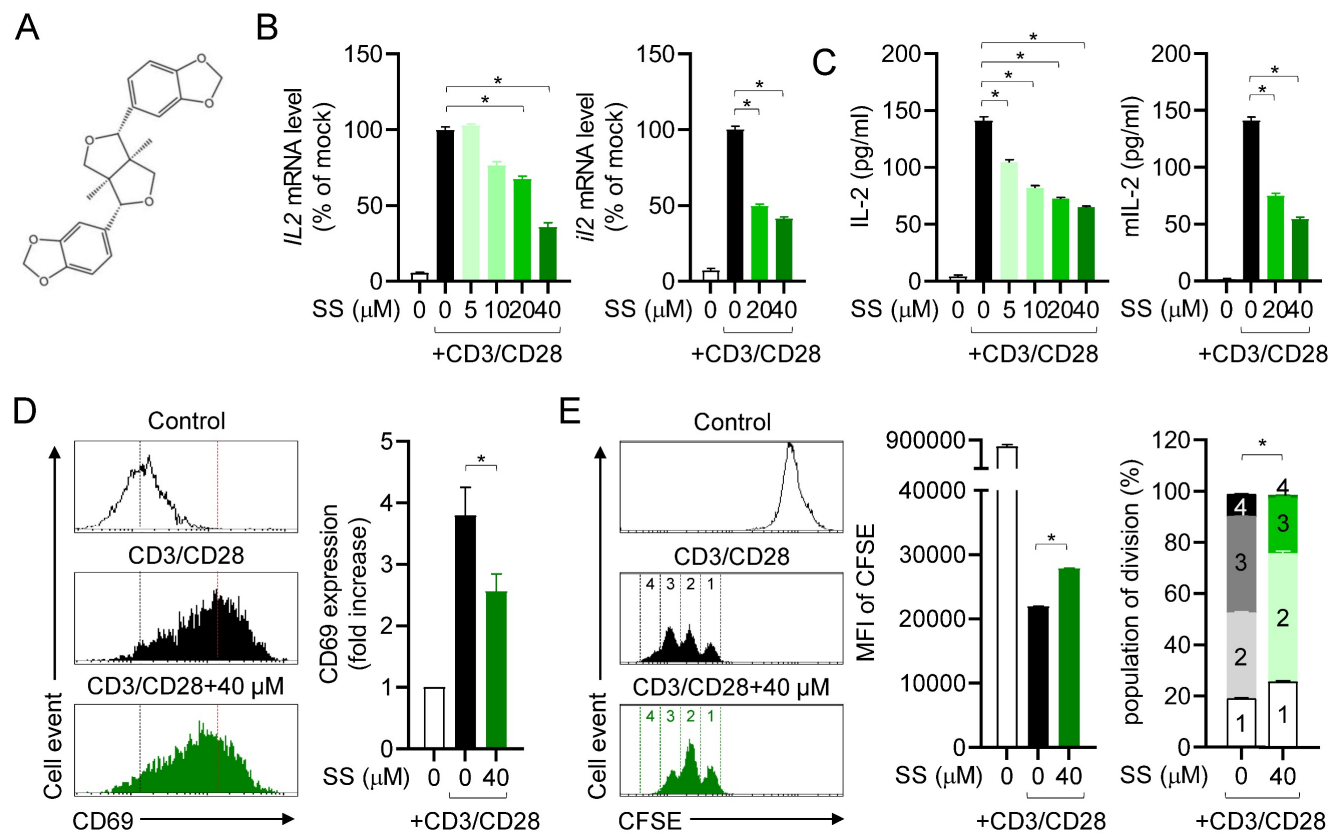 A
O
O
O
O
O
O
B
150
100
50
0
IL2 mRNA level
(% of mock)
*
*
SS (μM) 0 0 5 10 20 40
+CD3/CD28
150
100
50
0
il2 mRNA level
(% of mock)
*
*
SS (μM) 0 0 20 40
+CD3/CD28
C
200
150
100
50
0
IL-2 (pg/ml)
*
*
*
*
SS (μM) 0 0 5 10 20 40
+CD3/CD28
200
150
100
50
0
mIL-2 (pg/ml)
*
*
SS (μM) 0 0 20 40
+CD3/CD28
D
Control
CD3/CD28
CD3/CD28+40 μM
Cell event
CD69
5
4
3
2
1
0
CD69 expression
(fold increase)
*
SS (μM) 0 0 40
+CD3/CD28
E
Control
CD3/CD28
4 3 2 1
CD3/CD28+40 μM
4 3 2 1
Cell event
CFSE
900000
40000
30000
20000
10000
0
MFI of CFSE
*
SS (μM) 0 0 40
+CD3/CD28
120
100
80
60
40
20
0
population of division (%)
*
4 4
3 3
2 2
1 1
SS (μM) 0 40
+CD3/CD28